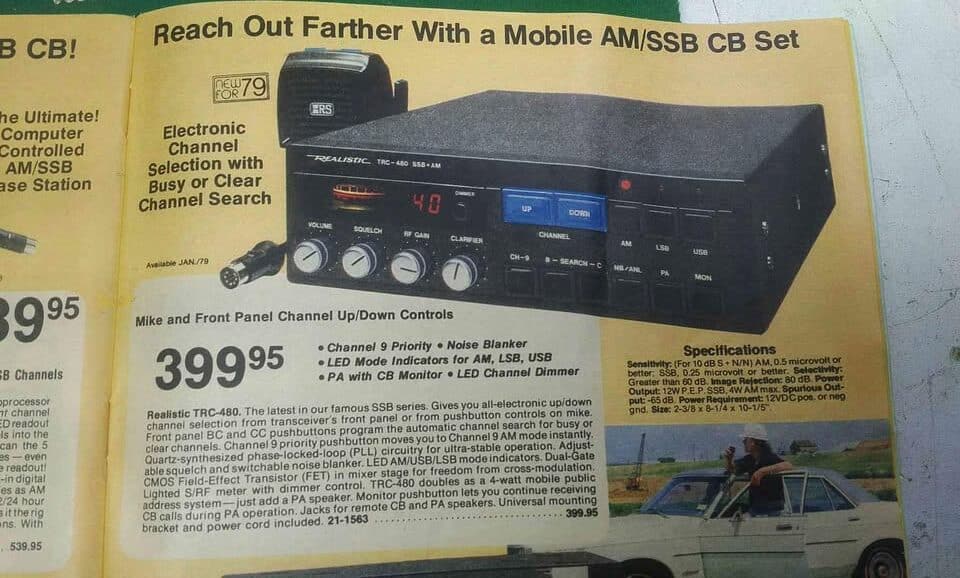 B CB!
he Ultimate!
Computer
Controlled
AM/SSB
ase Station
39⁹⁵
SB Channels
oprocessor
nt channel
ED readout
els into the
can the 5
es — even
e readout!
-in digital
es as AM
2/24 hour
s it the rig
ons. With
. 539.95
Reach Out Farther With a Mobile AM/SSB CB Set
NEW FOR '79
RS
Electronic
Channel
Selection with
Busy or Clear
Channel Search
Available JAN./79
REALISTIC TRC-480 SSB•AM
DIMMER
40
UP DOWN
CHANNEL
VOLUME SQUELCH RF GAIN CLARIFIER
CH-9 B — SEARCH — C
AM LSB USB
NB/ANL PA MON
Mike and Front Panel Channel Up/Down Controls
399⁹⁵
• Channel 9 Priority • Noise Blanker
• LED Mode Indicators for AM, LSB, USB
• PA with CB Monitor • LED Channel Dimmer
Realistic TRC-480. The latest in our famous SSB series. Gives you all-electronic up/down
channel selection from transceiver's front panel or from pushbutton controls on mike.
Front panel BC and CC pushbuttons program the automatic channel search for busy or
clear channels. Channel 9 priority pushbutton moves you to Channel 9 AM mode instantly.
Quartz-synthesized phase-locked-loop (PLL) circuitry for ultra-stable operation. Adjust-
able squelch and switchable noise blanker. LED AM/USB/LSB mode indicators. Dual-Gate
CMOS Field-Effect Transistor (FET) in mixer stage for freedom from cross-modulation.
Lighted S/RF meter with dimmer control. TRC-480 doubles as a 4-watt mobile public
address system — just add a PA speaker. Monitor pushbutton lets you continue receiving
CB calls during PA operation. Jacks for remote CB and PA speakers. Universal mounting
bracket and power cord included. 21-1563 . . . . . . . . . . . . . . . . . . . . . . . . . . . 399.95
Specifications
Sensitivity: (For 10 dB S + N/N) AM, 0.5 microvolt or
better: SSB, 0.25 microvolt or better. Selectivity:
Greater than 60 dB. Image Rejection: 80 dB. Power
Output: 12W P.E.P. SSB, 4W AM max. Spurious Out-
put: -65 dB. Power Requirement: 12VDC pos. or neg
gnd. Size: 2-3/8 x 8-1/4 x 10-1/5".